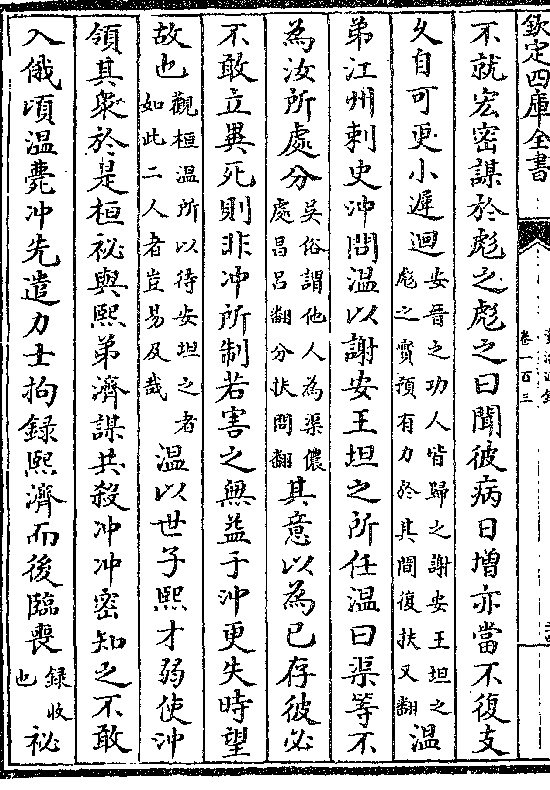 欽定四庫全書
卷一百三
不就宏密謀於彪之彪之曰聞彼病日增亦當不復支
久自可更小遲迴安晉之功人皆歸之謝安王坦之彪之實預有力於其間復扶又翻溫
弟江州刺史沖問溫以謝安王坦之所任溫曰渠等不
為汝所處分吳俗謂他人為渠儂處昌呂翻分扶問翻其意以為已存彼必
不敢立異死則非冲所制若害之無益于冲更失時望
故也觀桓溫所以待安坦之者如此二人者豈易及哉溫以世子熙才弱使冲
領其衆於是桓祕與熙弟濟謀共殺冲冲密知之不敢
入俄頃溫薨冲先遣力士拘錄熙濟而後臨喪錄收也祕